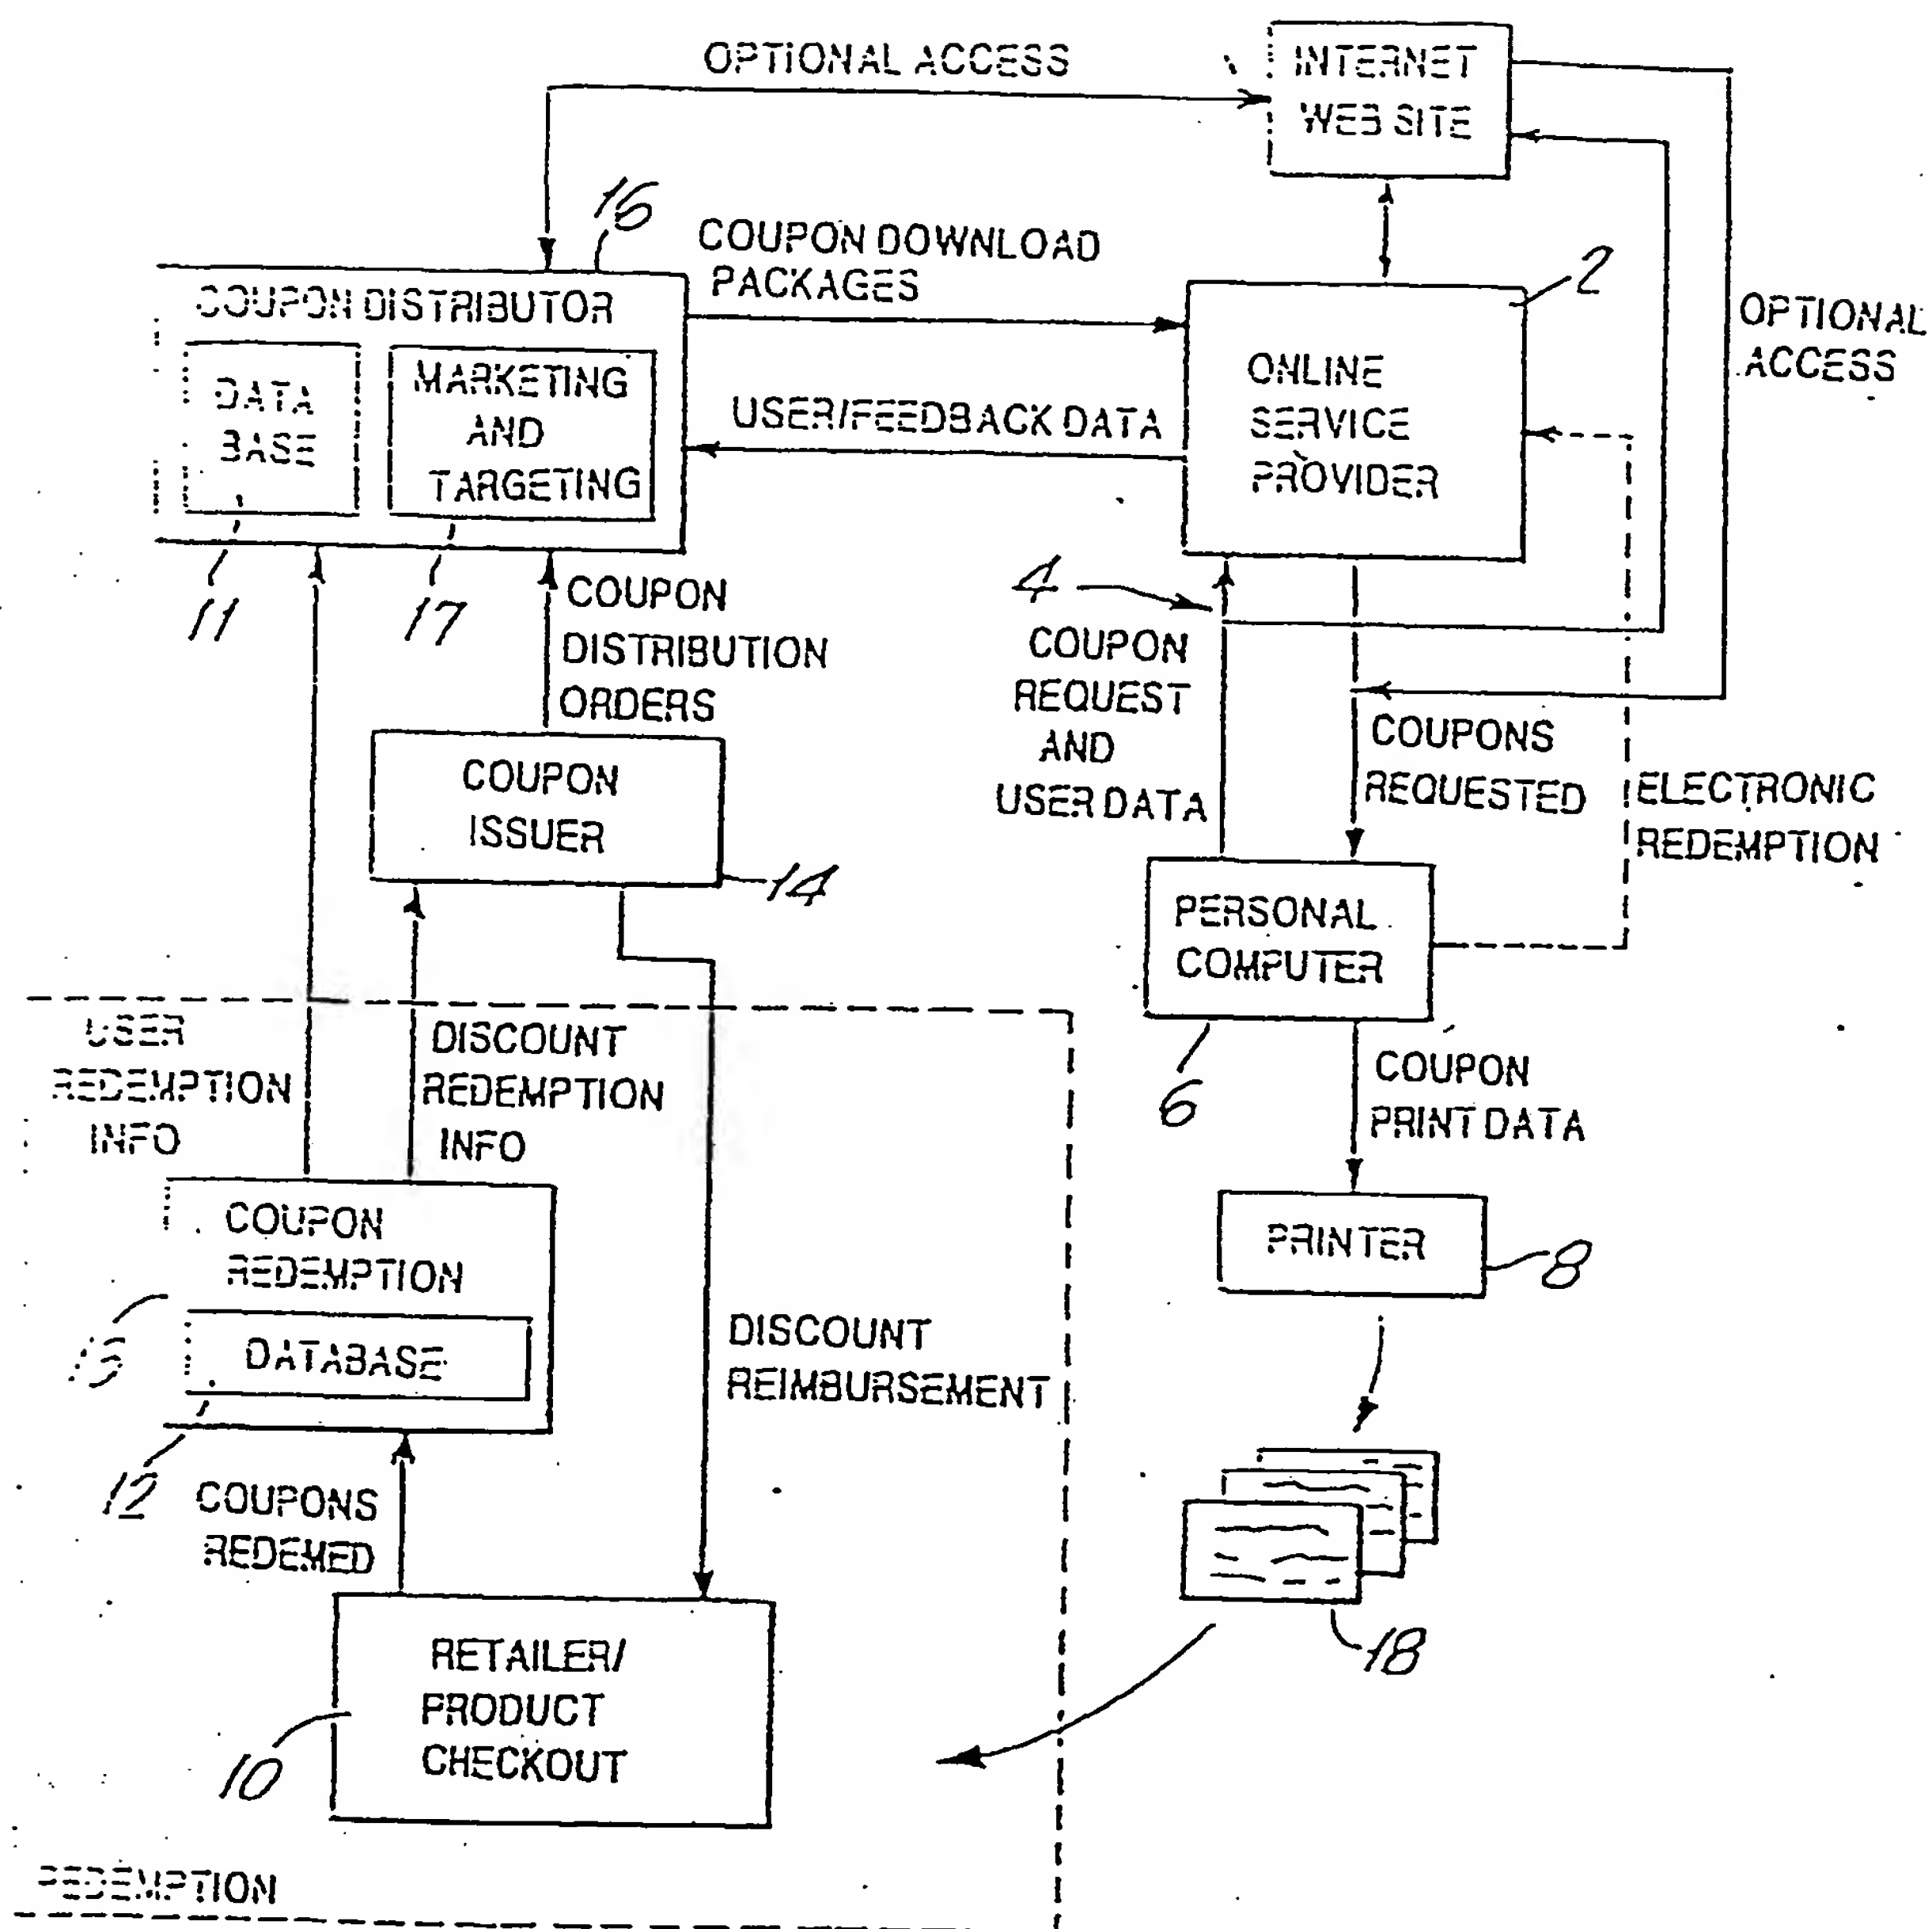 OPTIONAL ACCESS
INTERNET
WEB SITE
16
COUPON DOWNLOAD
PACKAGES
2
OPTIONAL
ACCESS
COUPON DISTRIBUTOR
DATA
BASE
MARKETING
AND
TARGETING
USER/FEEDBACK DATA
ONLINE
SERVICE
PROVIDER
11
17
COUPON
DISTRIBUTION
ORDERS
4
COUPON
REQUEST
AND
USER DATA
COUPONS
REQUESTED
ELECTRONIC
REDEMPTION
COUPON
ISSUER
14
PERSONAL
COMPUTER
6
USER
REDEMPTION
INFO
DISCOUNT
REDEMPTION
INFO
COUPON
PRINT DATA
COUPON
REDEMPTION
DATABASE
12
PRINTER
8
DISCOUNT
REIMBURSEMENT
COUPONS
REDEMED
18
RETAILER/
PRODUCT
CHECKOUT
10
REDEMPTION